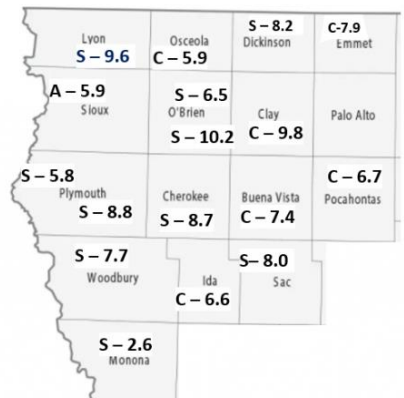 Lyon
S – 9.6
Osceola
C – 5.9
S – 8.2
Dickinson
C-7.9
Emmet
A – 5.9
Sioux
S – 6.5
O'Brien
S – 10.2
Clay
C – 9.8
Palo Alto
S – 5.8
Plymouth
S – 8.8
Cherokee
S – 8.7
Buena Vista
C – 7.4
C – 6.7
Pocahontas
S – 7.7
Woodbury
Ida
C – 6.6
S– 8.0
Sac
S – 2.6
Monona